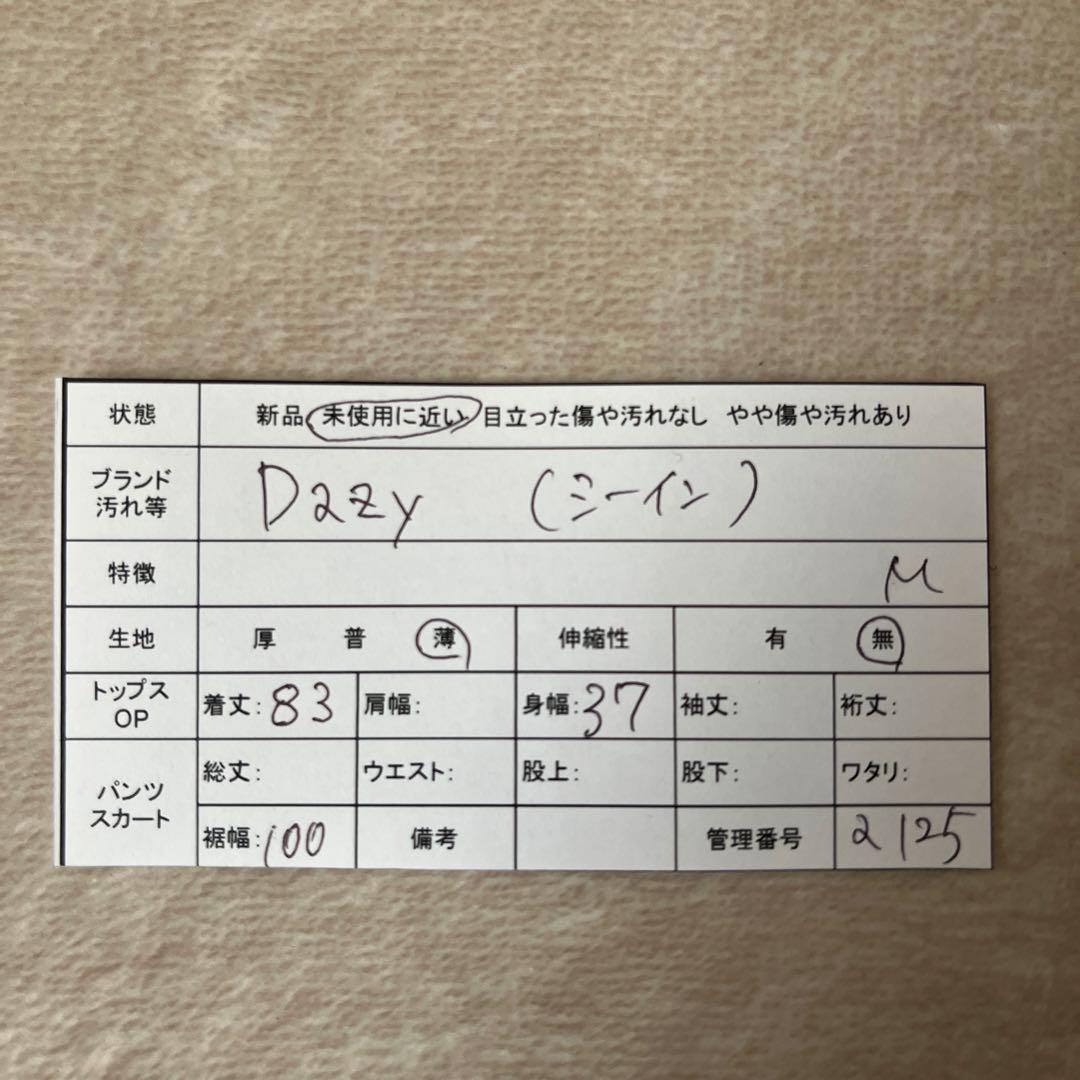 状態 新品 未使用に近い 目立った傷や汚れなし やや傷や汚れあり
ブランド
汚れ等
Dazy (シーイン)
特徴 M
生地 厚 普 薄 伸縮性 有 無
トップス
OP
着丈:83 肩幅: 身幅:37 袖丈: 裄丈:
パンツ
スカート
総丈: ウエスト: 股上: 股下: ワタリ:
裾幅:100 備考 管理番号 2125